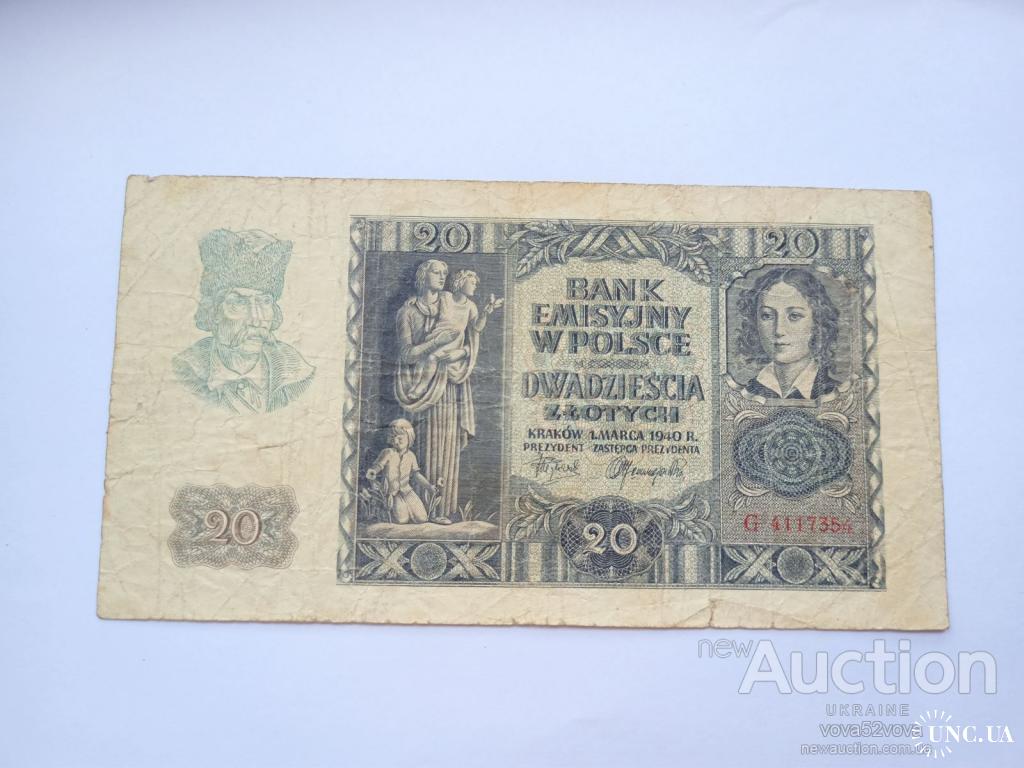 20
20
BANK
EMISYJNY
W POLSCE
DWADZIEŚCIA
ZŁOTYCH
KRAKÓW 1. MARCA 1940 R.
PREZYDENT ZASTĘPCA PREZYDENTA
G 4117354
20
20
new Auction
UKRAINE
vova52vova
newauction.com.ua
UNC.UA